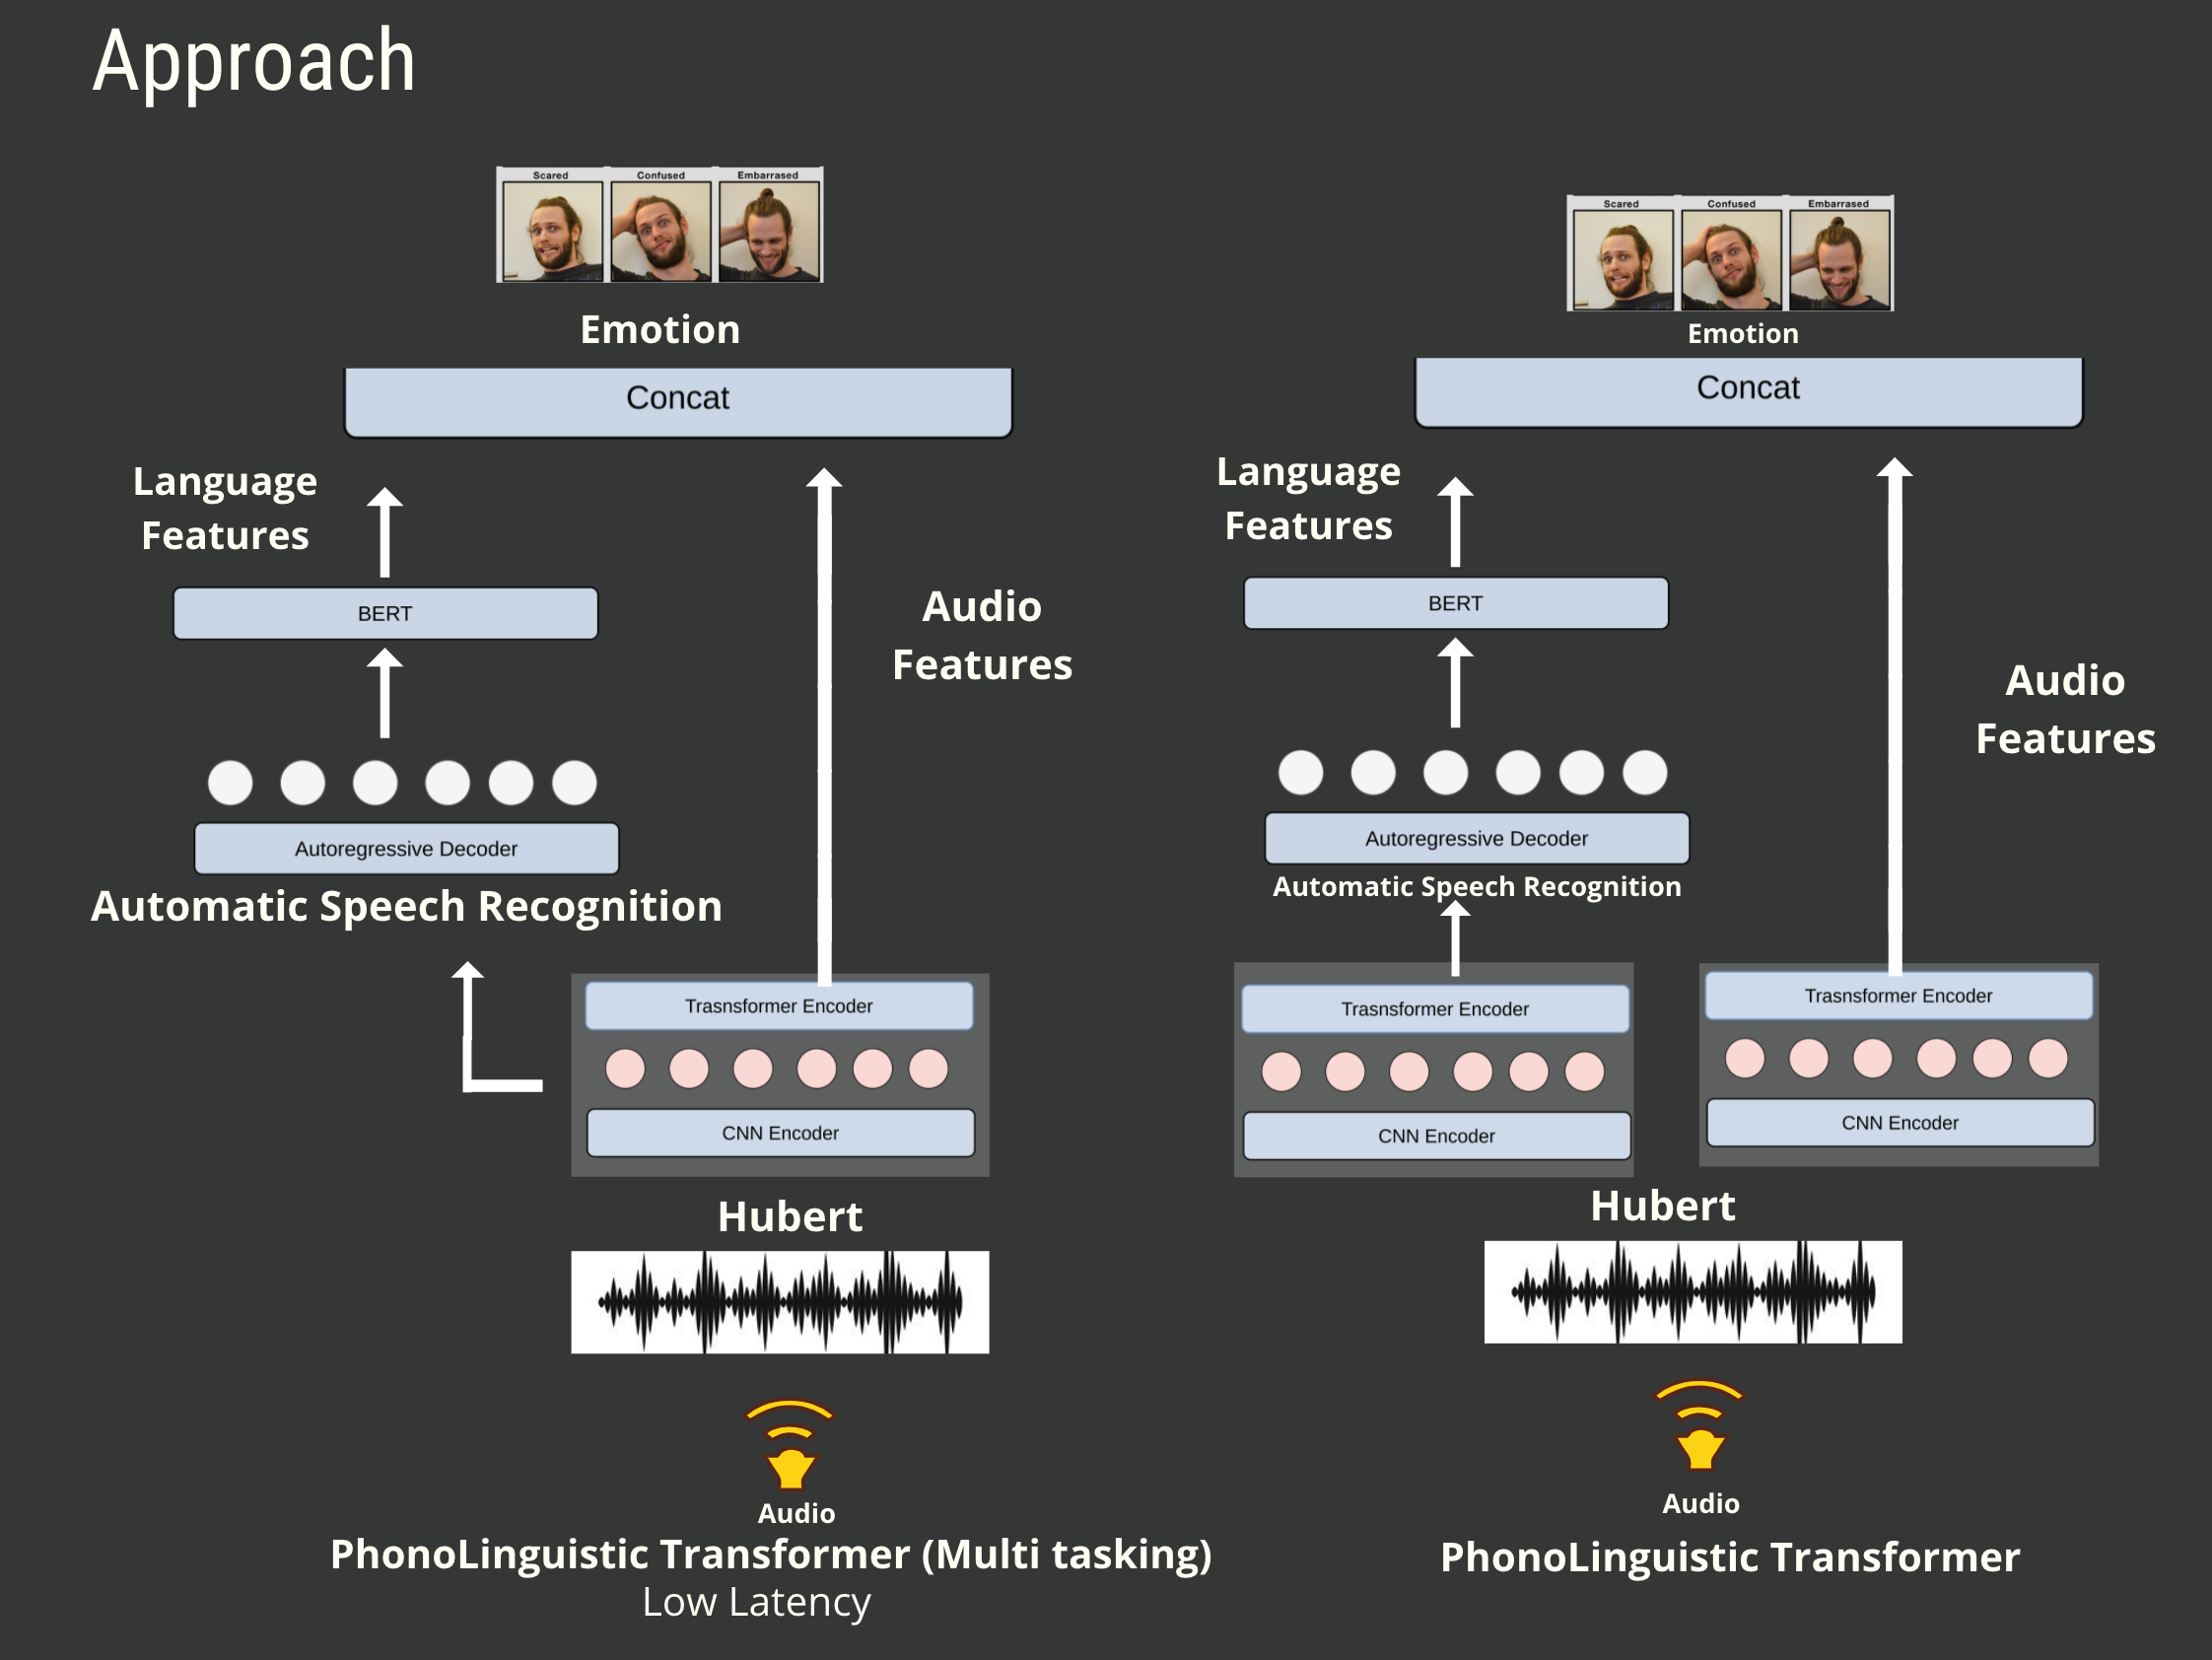 Approach
Scared
Confused
Embarrased
Emotion
Concat
Language
Features
Audio
Features
BERT
Autoregressive Decoder
Automatic Speech Recognition
Trasnsformer Encoder
CNN Encoder
Hubert
Audio
PhonoLinguistic Transformer (Multi tasking)
Low Latency
Scared
Confused
Embarrased
Emotion
Concat
Language
Features
BERT
Audio
Features
Autoregressive Decoder
Automatic Speech Recognition
Trasnsformer Encoder
CNN Encoder
Trasnsformer Encoder
CNN Encoder
Hubert
Audio
PhonoLinguistic Transformer